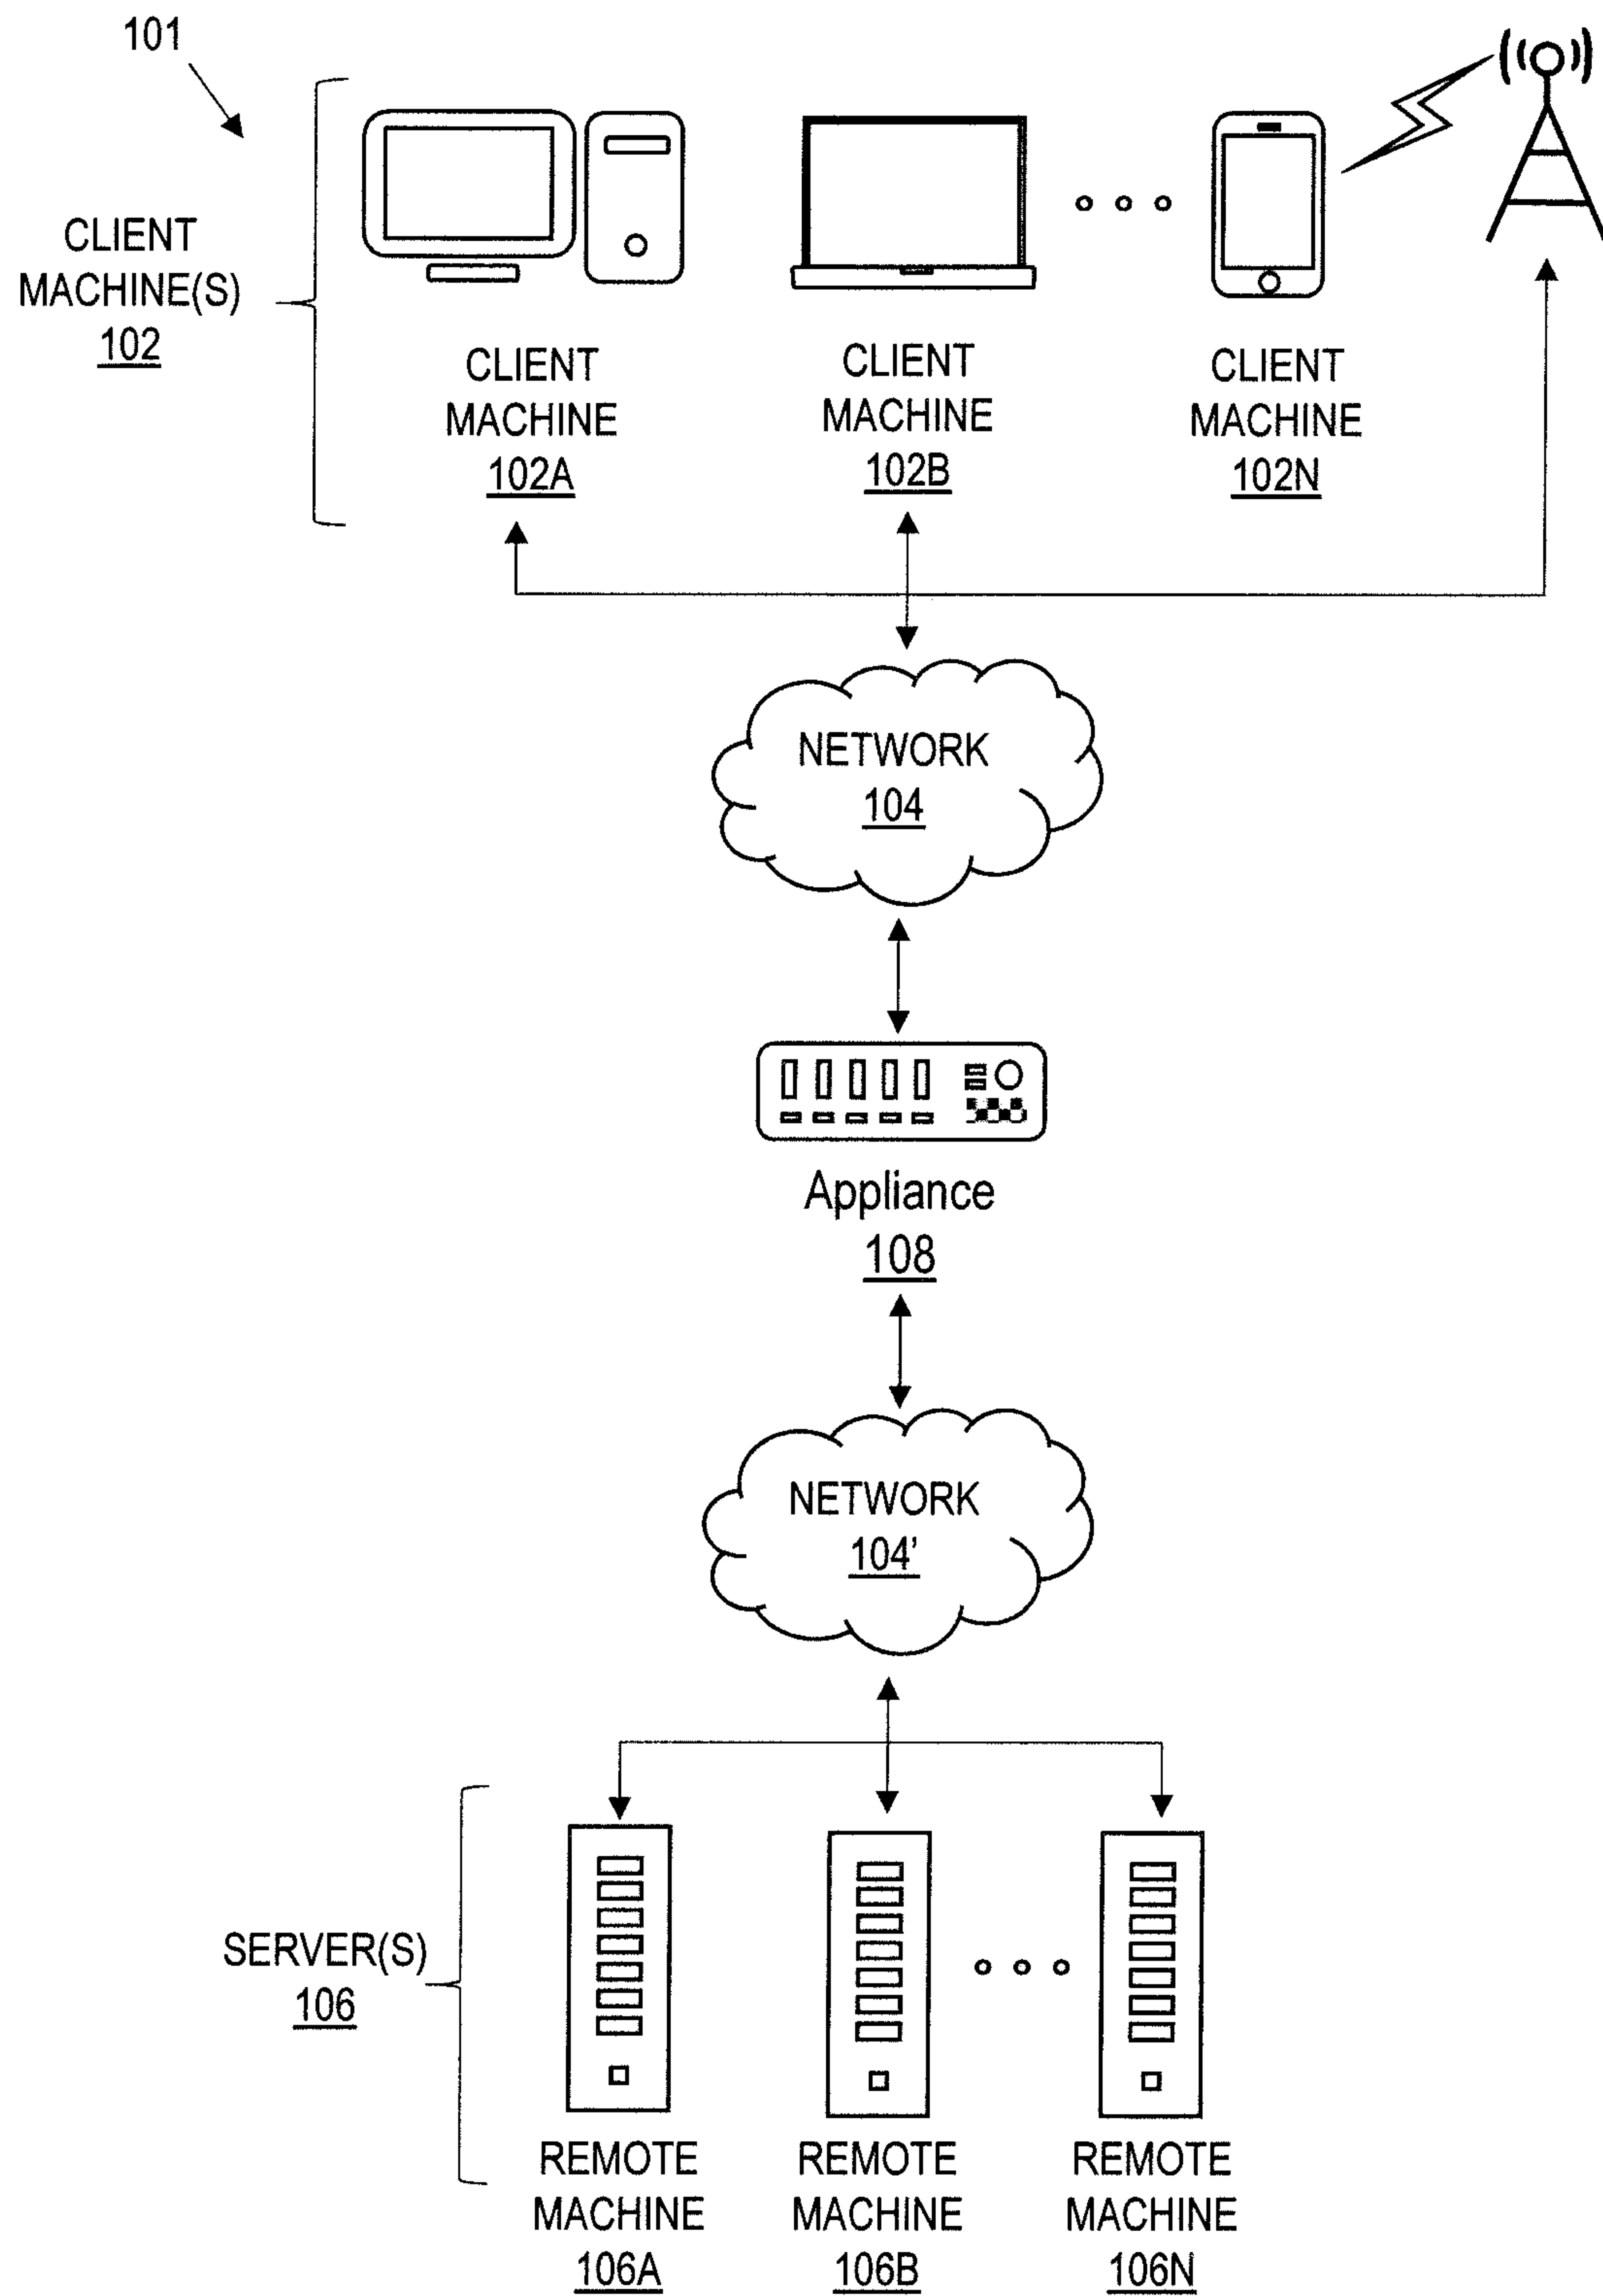 101
CLIENT
MACHINE(S)
102
CLIENT
MACHINE
102A
CLIENT
MACHINE
102B
CLIENT
MACHINE
102N
NETWORK
104
Appliance
108
NETWORK
104'
SERVER(S)
106
REMOTE
MACHINE
106A
REMOTE
MACHINE
106B
REMOTE
MACHINE
106N